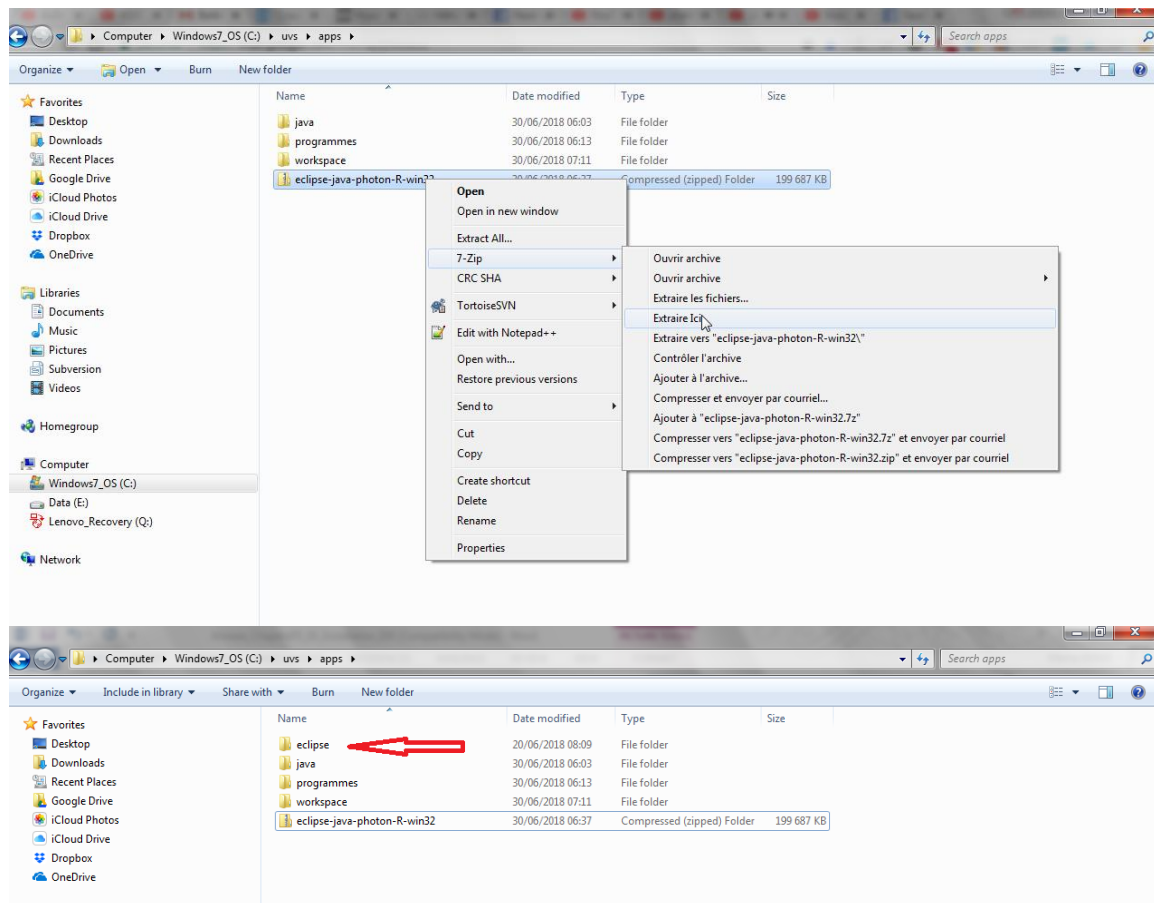 Computer ▸ Windows7_OS (C:) ▸ uvs ▸ apps ▸ Search apps
Organize ▼ Open ▼ Burn New folder
Name Date modified Type Size
java 30/06/2018 06:03 File folder
programmes 30/06/2018 06:13 File folder
workspace 30/06/2018 07:11 File folder
eclipse-java-photon-R-win32 30/06/2018 06:37 Compressed (zipped) Folder 199 687 KB
Favorites
Desktop
Downloads
Recent Places
Google Drive
iCloud Photos
iCloud Drive
Dropbox
OneDrive
Libraries
Documents
Music
Pictures
Subversion
Videos
Homegroup
Computer
Windows7_OS (C:)
Data (E:)
Lenovo_Recovery (Q:)
Network
Open
Open in new window
Extract All...
7-Zip
CRC SHA
TortoiseSVN
Edit with Notepad++
Open with...
Restore previous versions
Send to
Cut
Copy
Create shortcut
Delete
Rename
Properties
Ouvrir archive
Ouvrir archive
Extraire les fichiers...
Extraire Ici
Extraire vers "eclipse-java-photon-R-win32\"
Contrôler l'archive
Ajouter à l'archive...
Compresser et envoyer par courriel...
Ajouter à "eclipse-java-photon-R-win32.7z"
Compresser vers "eclipse-java-photon-R-win32.7z" et envoyer par courriel
Compresser vers "eclipse-java-photon-R-win32.zip" et envoyer par courriel
Computer ▸ Windows7_OS (C:) ▸ uvs ▸ apps ▸ Search apps
Organize ▼ Include in library ▼ Share with ▼ Burn New folder
Name Date modified Type Size
eclipse 20/06/2018 08:09 File folder
java 30/06/2018 06:03 File folder
programmes 30/06/2018 06:13 File folder
workspace 30/06/2018 07:11 File folder
eclipse-java-photon-R-win32 30/06/2018 06:37 Compressed (zipped) Folder 199 687 KB
Favorites
Desktop
Downloads
Recent Places
Google Drive
iCloud Photos
iCloud Drive
Dropbox
OneDrive